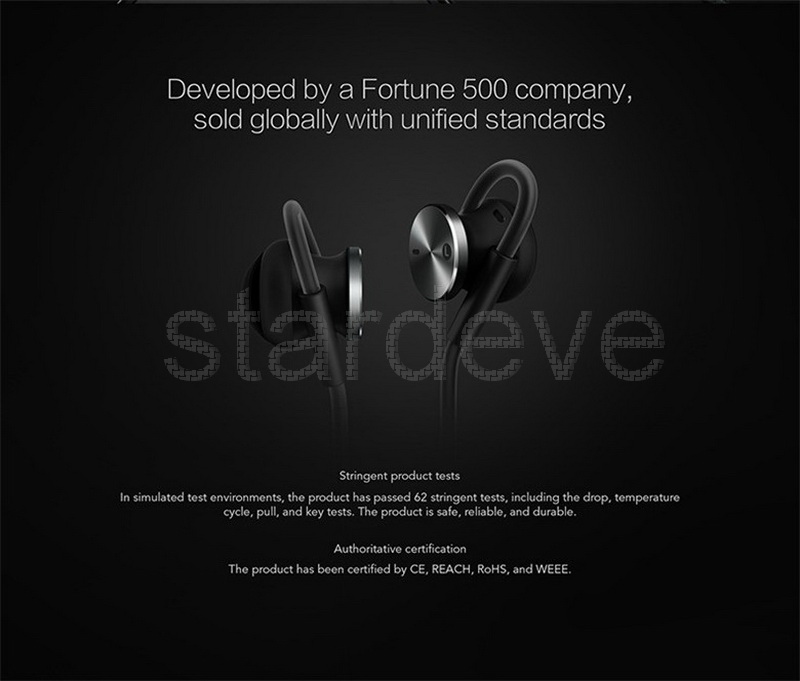 Developed by a Fortune 500 company,
sold globally with unified standards
stardeve
Stringent product tests
In simulated test environments, the product has passed 62 stringent tests, including the drop, temperature
cycle, pull, and key tests. The product is safe, reliable, and durable.
Authoritative certification
The product has been certified by CE, REACH, RoHS, and WEEE.